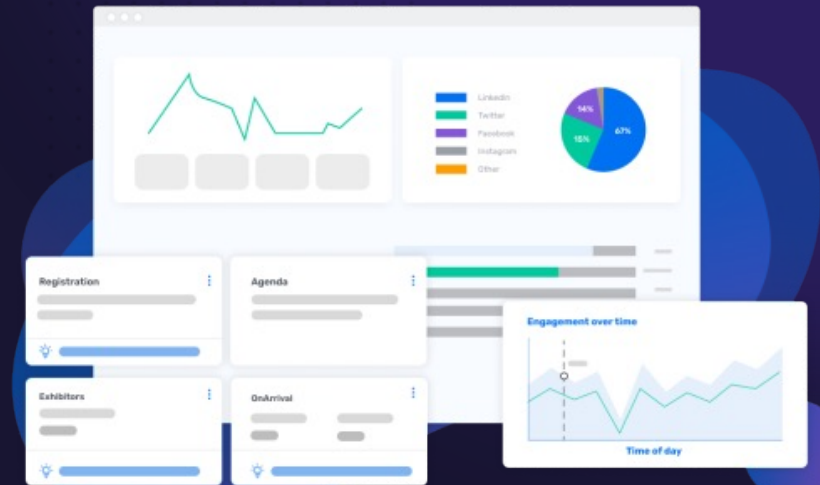 LinkedIn
Twitter
Facebook
Instagram
Other
14%
15%
67%
Registration
Agenda
Exhibitors
OnArrival
Engagement over time
Time of day